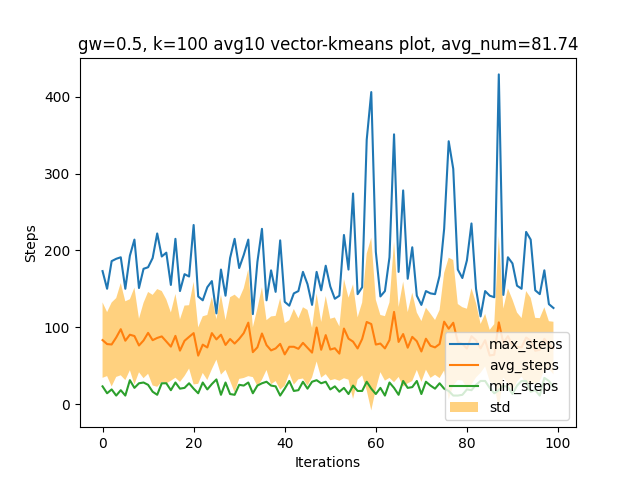 gw=0.5, k=100 avg10 vector-kmeans plot, avg_num=81.74
400
300
200
100
0
Steps
max_steps
avg_steps
min_steps
std
0
20
40
60
80
100
Iterations